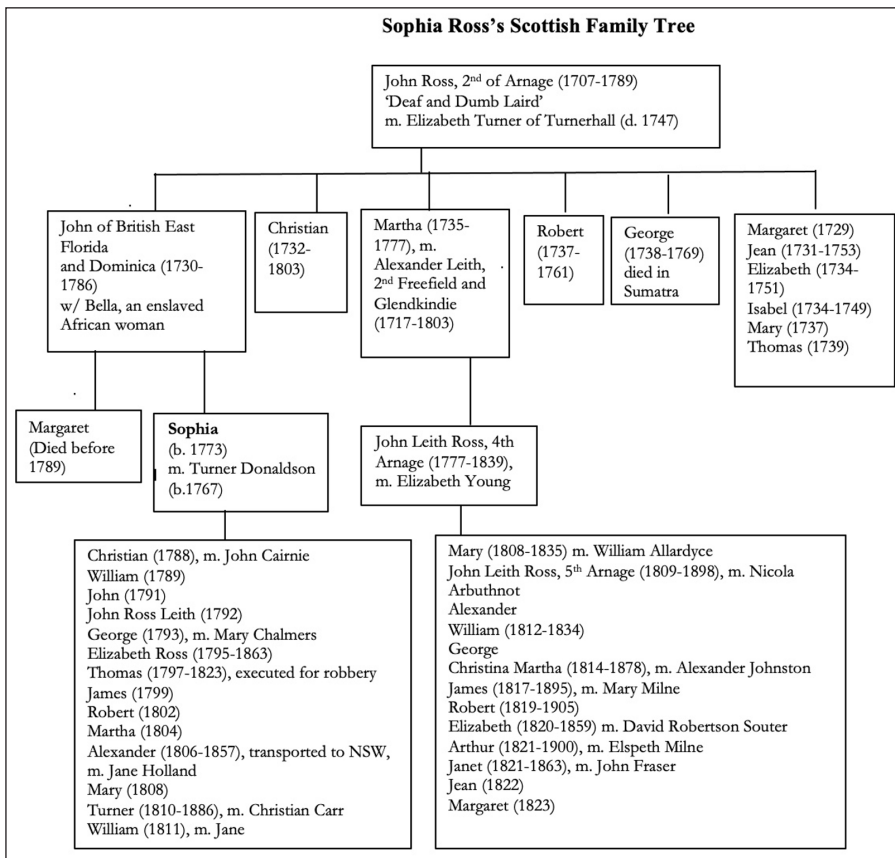 Sophia Ross's Scottish Family Tree
John Ross, 2nd of Arnage (1707-1789)
'Deaf and Dumb Laird'
m. Elizabeth Turner of Turnerhall (d. 1747)
John of British East
Florida
and Dominica (1730-
1786)
w/ Bella, an enslaved
African woman
Christian
(1732-
1803)
Martha (1735-
1777), m.
Alexander Leith,
2nd Freefield and
Glendkindie
(1717-1803)
Robert
(1737-
1761)
George
(1738-1769)
died in
Sumatra
Margaret (1729)
Jean (1731-1753)
Elizabeth (1734-
1751)
Isabel (1734-1749)
Mary (1737)
Thomas (1739)
Margaret
(Died before
1789)
Sophia
(b. 1773)
m. Turner Donaldson
(b.1767)
John Leith Ross, 4th
Arnage (1777-1839),
m. Elizabeth Young
Christian (1788), m. John Cairnie
William (1789)
John (1791)
John Ross Leith (1792)
George (1793), m. Mary Chalmers
Elizabeth Ross (1795-1863)
Thomas (1797-1823), executed for robbery
James (1799)
Robert (1802)
Martha (1804)
Alexander (1806-1857), transported to NSW,
m. Jane Holland
Mary (1808)
Turner (1810-1886), m. Christian Carr
William (1811), m. Jane
Mary (1808-1835) m. William Allardyce
John Leith Ross, 5th Arnage (1809-1898), m. Nicola
Arbuthnot
Alexander
William (1812-1834)
George
Christina Martha (1814-1878), m. Alexander Johnston
James (1817-1895), m. Mary Milne
Robert (1819-1905)
Elizabeth (1820-1859) m. David Robertson Souter
Arthur (1821-1900), m. Elspeth Milne
Janet (1821-1863), m. John Fraser
Jean (1822)
Margaret (1823)